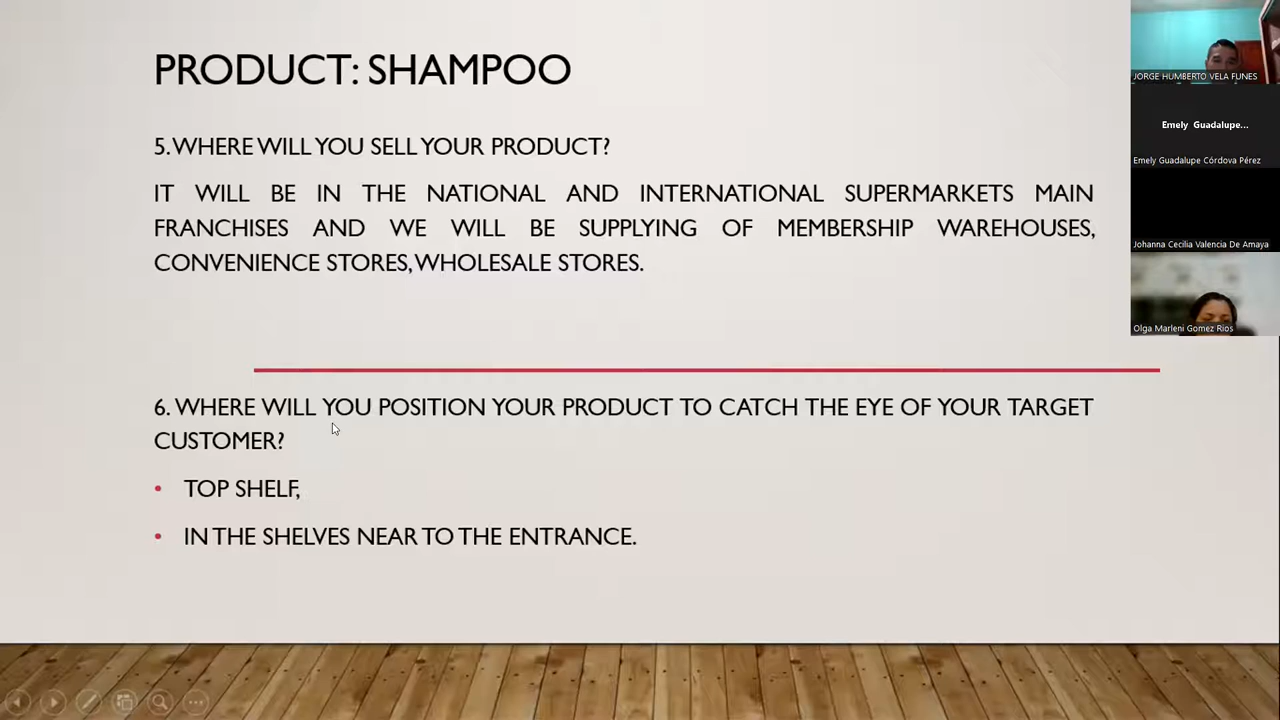 PRODUCT: SHAMPOO
5. WHERE WILL YOU SELL YOUR PRODUCT?
IT WILL BE IN THE NATIONAL AND INTERNATIONAL SUPERMARKETS MAIN
FRANCHISES AND WE WILL BE SUPPLYING OF MEMBERSHIP WAREHOUSES,
CONVENIENCE STORES, WHOLESALE STORES.
6. WHERE WILL YOU POSITION YOUR PRODUCT TO CATCH THE EYE OF YOUR TARGET
CUSTOMER?
• TOP SHELF,
• IN THE SHELVES NEAR TO THE ENTRANCE.
JORGE HUMBERTO VELA FUNES
Emely Guadalupe...
Emely Guadalupe Córdova Pérez
Johanna Cecilia Valencia De Amaya
Olga Marleni Gomez Rios